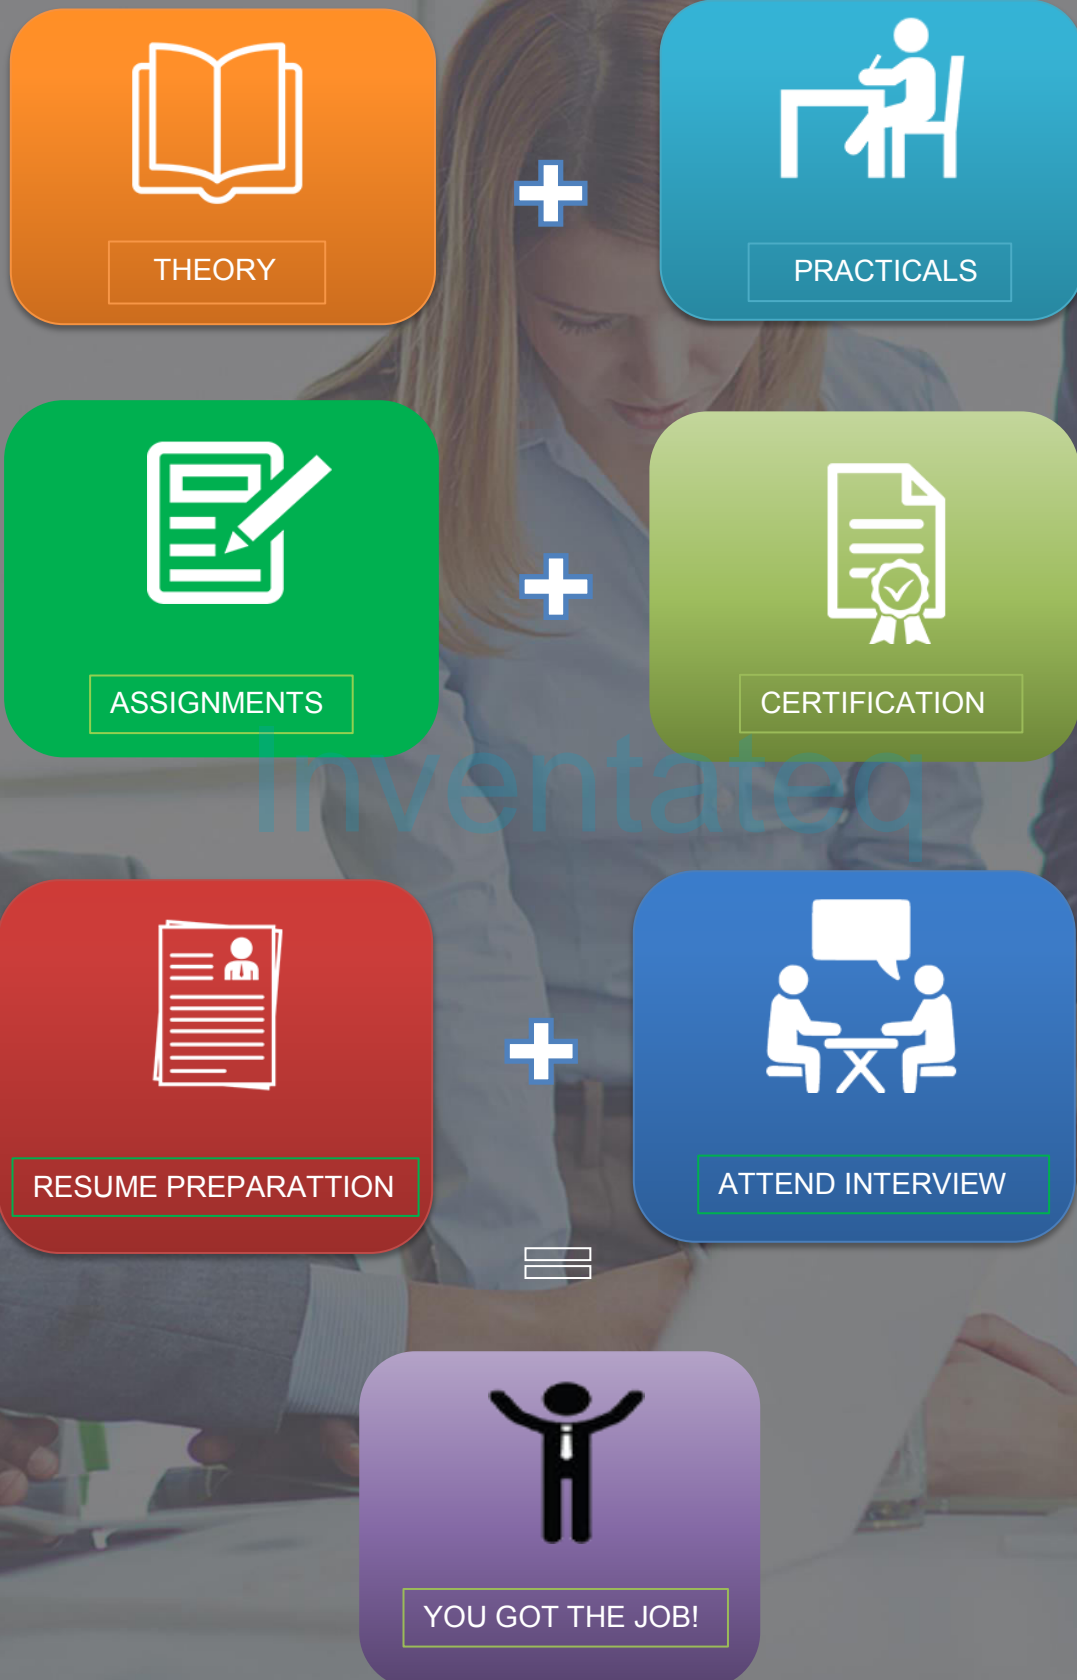 THEORY
PRACTICALS
ASSIGNMENTS
CERTIFICATION
Inventateq
RESUME PREPARATTION
ATTEND INTERVIEW
YOU GOT THE JOB!